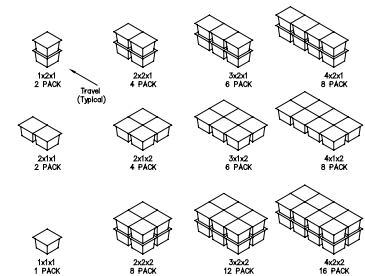 1x2x1
2 PACK
2x2x1
4 PACK
3x2x1
6 PACK
4x2x1
8 PACK
Travel
(Typical)
2x1x1
2 PACK
2x1x2
4 PACK
3x1x2
6 PACK
4x1x2
8 PACK
1x1x1
1 PACK
2x2x2
8 PACK
3x2x2
12 PACK
4x2x2
16 PACK